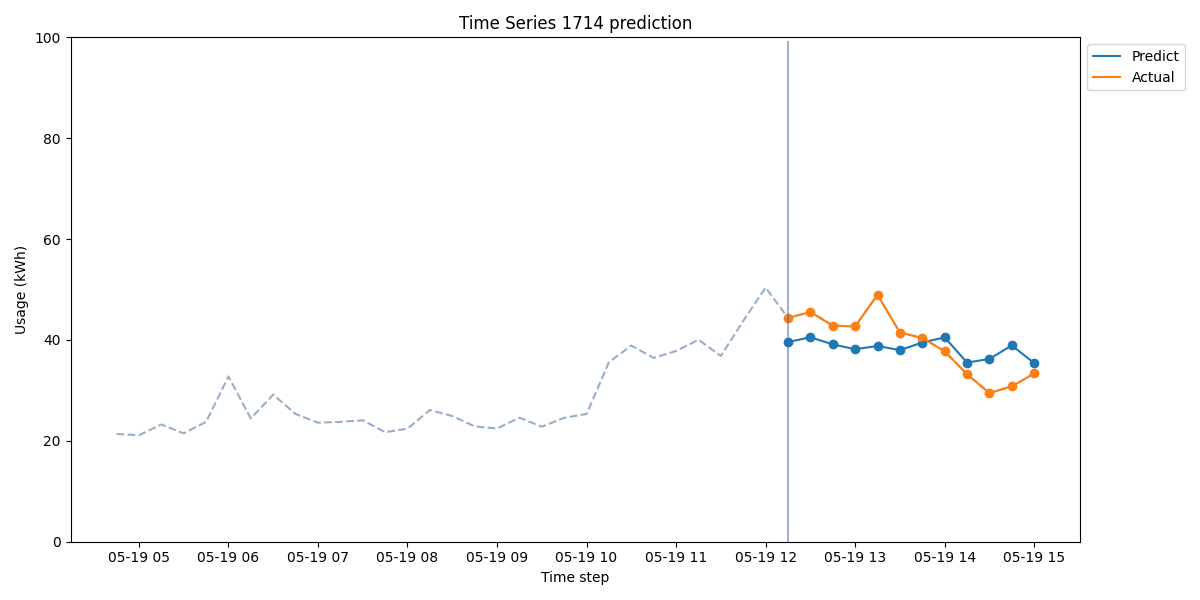 Time Series 1714 prediction
Predict
Actual
100
80
60
40
20
0
Usage (kWh)
05-19 05 05-19 06 05-19 07 05-19 08 05-19 09 05-19 10 05-19 11 05-19 12 05-19 13 05-19 14 05-19 15
Time step